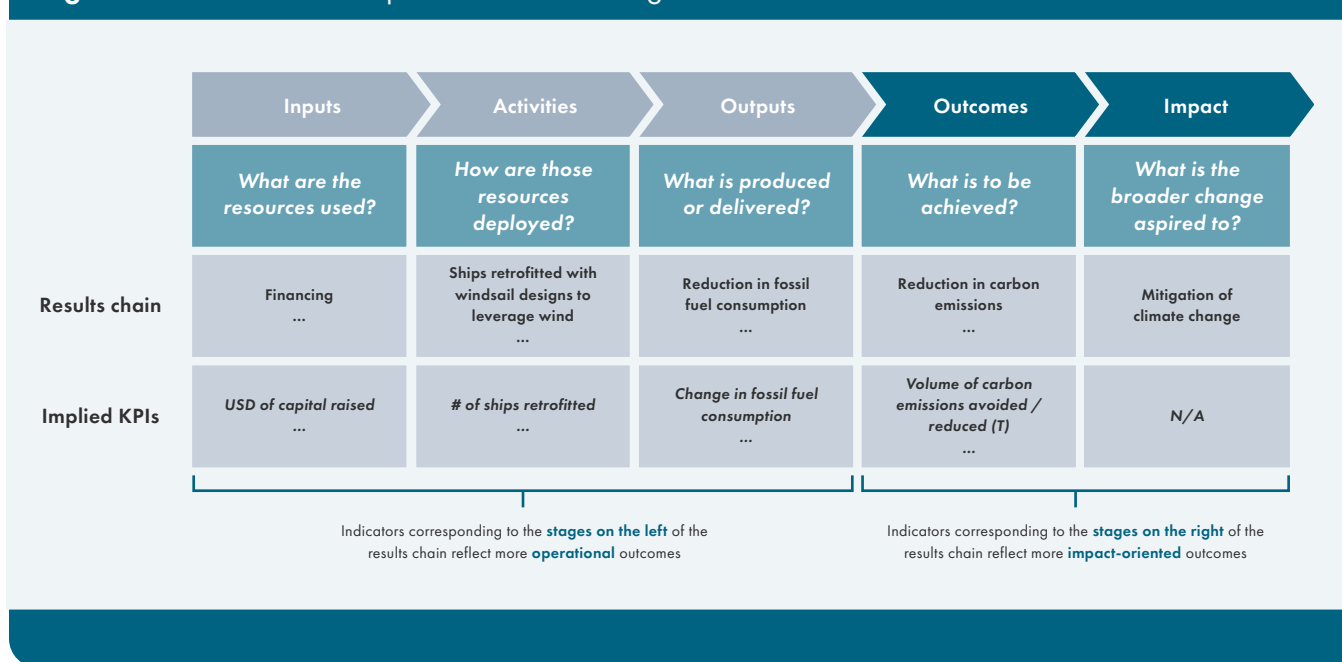 Inputs
Activities
Outputs
Outcomes
Impact
What are the
resources used?
How are those
resources
deployed?
What is produced
or delivered?
What is to be
achieved?
What is the
broader change
aspired to?
Results chain
Financing
...
Ships retrofitted with
windsail designs to
leverage wind
...
Reduction in fossil
fuel consumption
...
Reduction in carbon
emissions
...
Mitigation of
climate change
Implied KPIs
USD of capital raised
...
# of ships retrofitted
...
Change in fossil fuel
consumption
...
Volume of carbon
emissions avoided /
reduced (T)
...
N/A
Indicators corresponding to the stages on the left of the
results chain reflect more operational outcomes
Indicators corresponding to the stages on the right of the
results chain reflect more impact-oriented outcomes